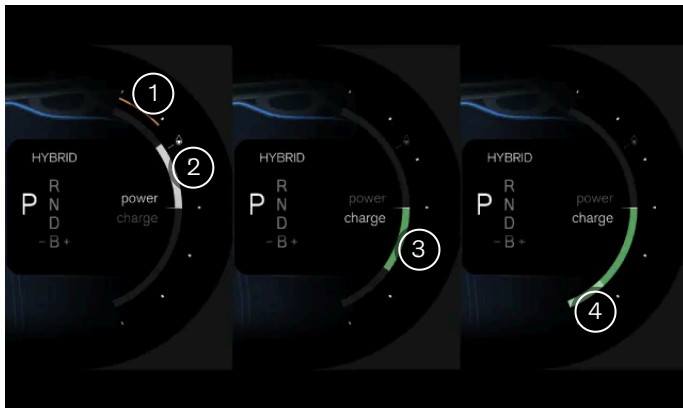 1
2
HYBRID
P
R
N
D
- B +
power
charge
HYBRID
P
R
N
D
- B +
power
charge
3
HYBRID
P
R
N
D
- B +
power
charge
4